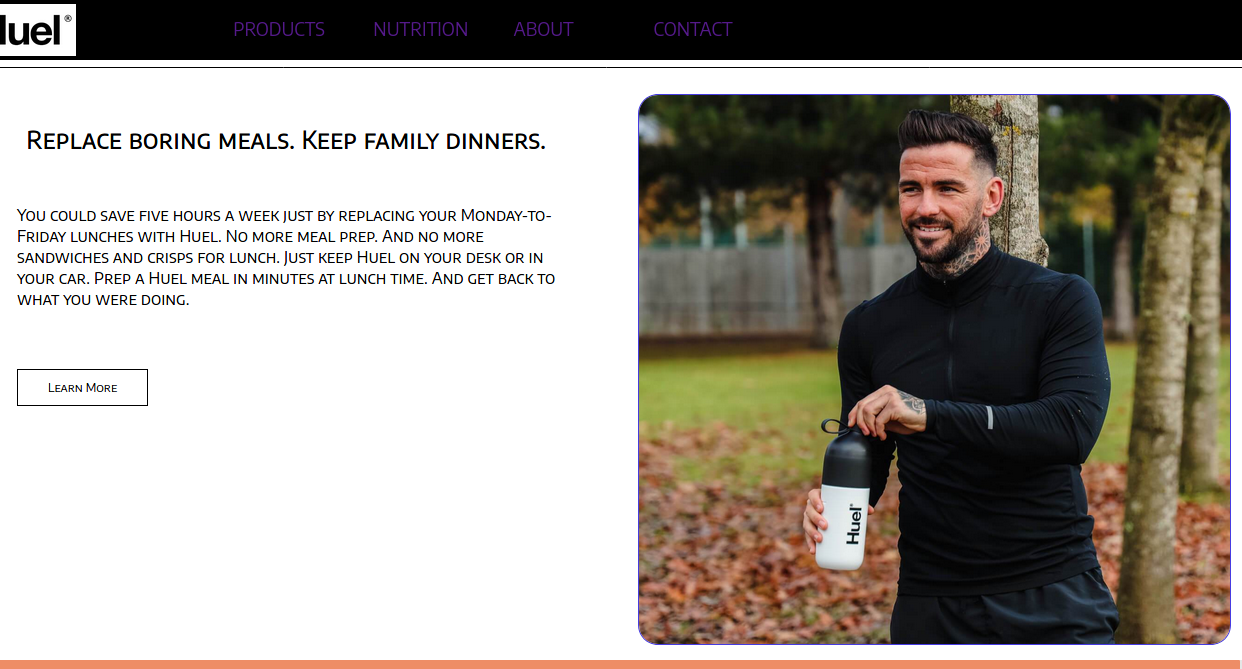 Huel®
PRODUCTS NUTRITION ABOUT CONTACT
Replace boring meals. Keep family dinners.
You could save five hours a week just by replacing your Monday-to-
Friday lunches with Huel. No more meal prep. And no more
sandwiches and crisps for lunch. Just keep Huel on your desk or in
your car. Prep a Huel meal in minutes at lunch time. And get back to
what you were doing.
Learn More
Huel®